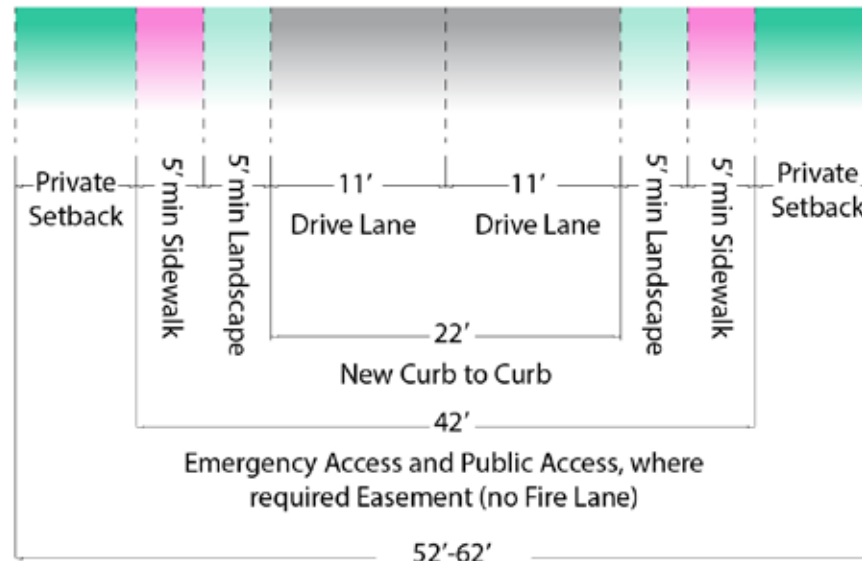 Private
Setback
5' min Sidewalk
5' min Landscape
11'
Drive Lane
11'
Drive Lane
5' min Landscape
5' min Sidewalk
Private
Setback
22'
New Curb to Curb
42'
Emergency Access and Public Access, where
required Easement (no Fire Lane)
52'-62'